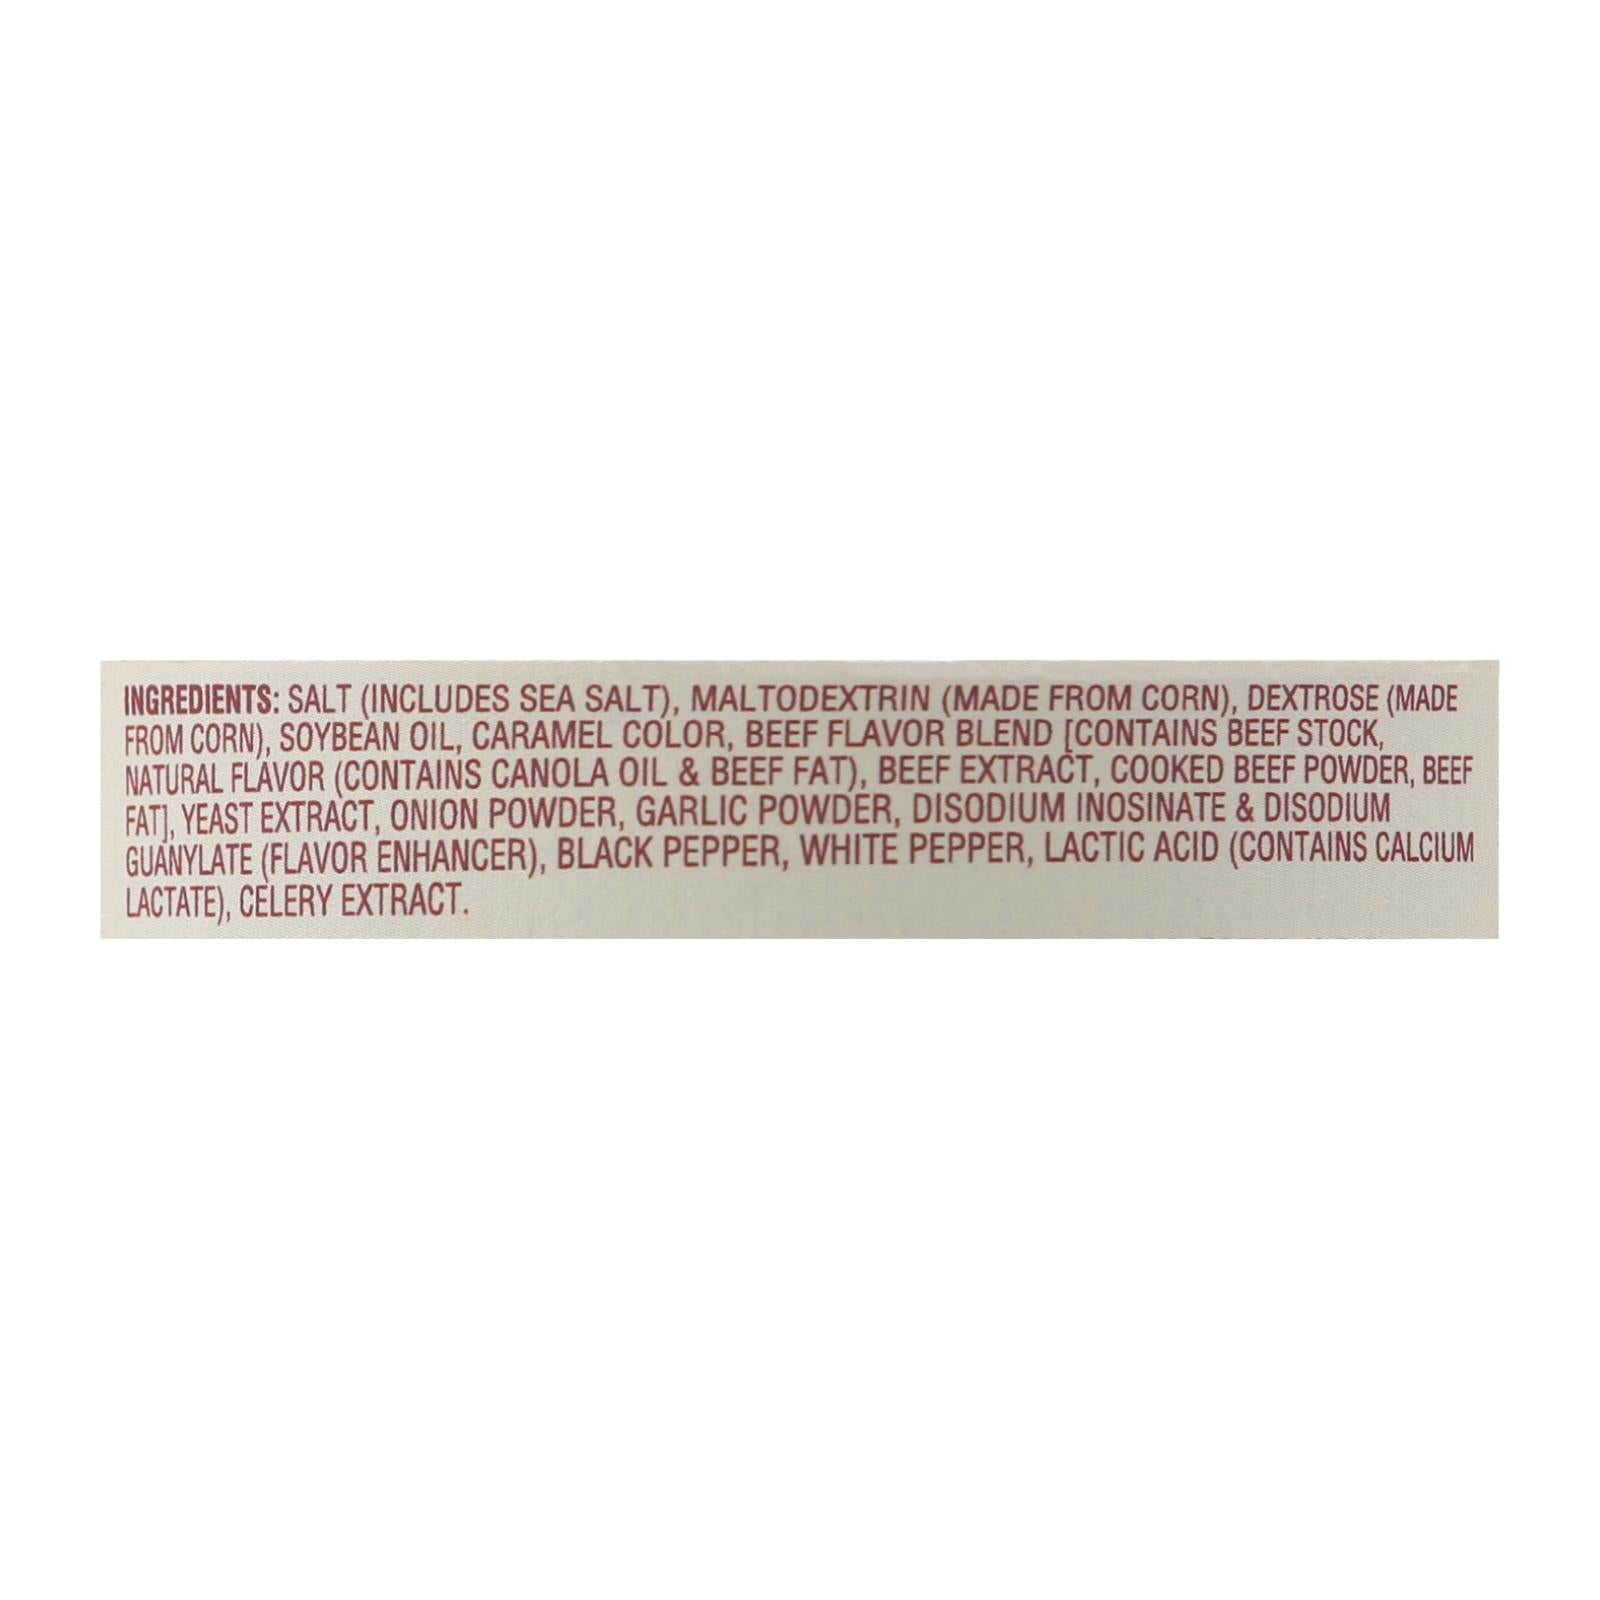 INGREDIENTS: SALT (INCLUDES SEA SALT), MALTODEXTRIN (MADE FROM CORN), DEXTROSE (MADE
FROM CORN), SOYBEAN OIL, CARAMEL COLOR, BEEF FLAVOR BLEND [CONTAINS BEEF STOCK,
NATURAL FLAVOR (CONTAINS CANOLA OIL & BEEF FAT), BEEF EXTRACT, COOKED BEEF POWDER, BEEF
FAT], YEAST EXTRACT, ONION POWDER, GARLIC POWDER, DISODIUM INOSINATE & DISODIUM
GUANYLATE (FLAVOR ENHANCER), BLACK PEPPER, WHITE PEPPER, LACTIC ACID (CONTAINS CALCIUM
LACTATE), CELERY EXTRACT.